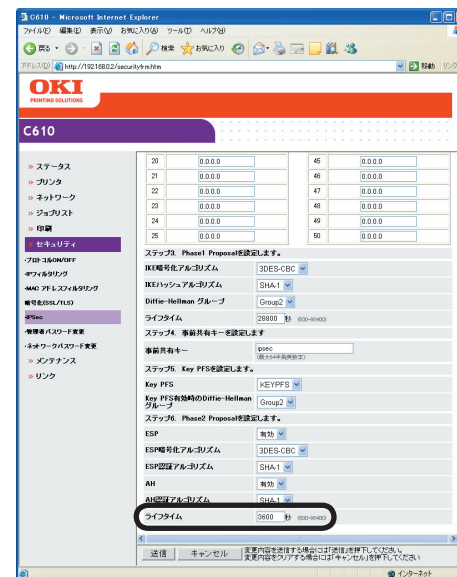 C610 - Microsoft Internet Explorer
ファイル(F) 編集(E) 表示(V) お気に入り(A) ツール(T) ヘルプ(H)
戻る 検索 お気に入り
アドレス(D) http://192.168.0.2/securityfrm.htm 移動 リンク
OKI
PRINTING SOLUTIONS
C610
» ステータス
» プリンタ
» ネットワーク
» ジョブリスト
» 印刷
» セキュリティ
・プロトコルON/OFF
・IPフィルタリング
・MAC アドレスフィルタリング
・暗号化(SSL/TLS)
・IPSec
・管理者パスワード変更
・ネットワークパスワード変更
» メンテナンス
» リンク
20 0.0.0.0 45 0.0.0.0
21 0.0.0.0 46 0.0.0.0
22 0.0.0.0 47 0.0.0.0
23 0.0.0.0 48 0.0.0.0
24 0.0.0.0 49 0.0.0.0
25 0.0.0.0 50 0.0.0.0
ステップ3. Phase1 Proposalを設定します。
IKE暗号化アルゴリズム 3DES-CBC
IKEハッシュアルゴリズム SHA-1
Diffie-Hellman グループ Group2
ライフタイム 28800 秒 (600-86400)
ステップ4. 事前共有キーを設定します
事前共有キー ipsec
(最大64半角英数字)
ステップ5. Key PFSを設定します。
Key PFS KEYPFS
Key PFS有効時のDiffie-Hellman グループ Group2
ステップ6. Phase2 Proposalを設定します。
ESP 有効
ESP暗号化アルゴリズム 3DES-CBC
ESP認証アルゴリズム SHA-1
AH 有効
AH認証アルゴリズム SHA-1
ライフタイム 3600 秒 (600-86400)
送信 キャンセル 変更内容を送信する場合には「送信」を押下してください。
変更内容をクリアする場合には「キャンセル」を押下してください
インターネット